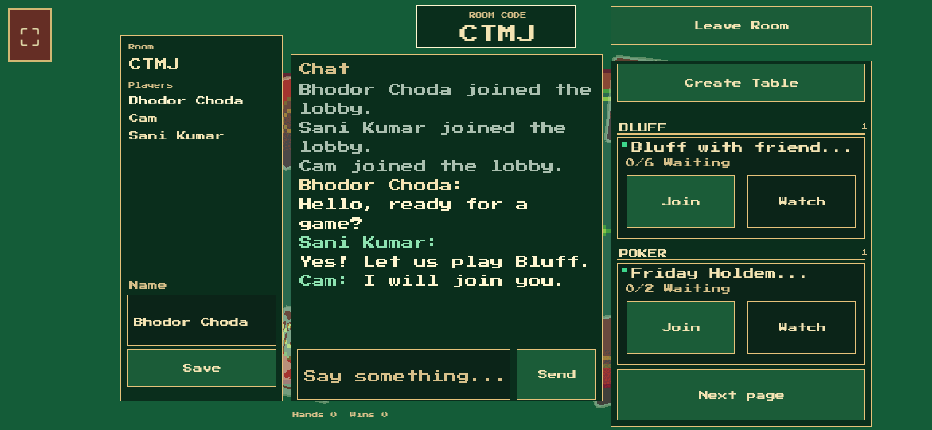 ROOM CODE
CTMJ
Leave Room
Room
CTMJ
Players
Dhodor Choda
Cam
Sani Kumar
Name
Bhodor Choda
Save
Chat
Bhodor Choda joined the
lobby.
Sani Kumar joined the
lobby.
Cam joined the lobby.
Bhodor Choda:
Hello, ready for a
game?
Sani Kumar:
Yes! Let us play Bluff.
Cam: I will join you.
Say something...
Send
Hands 0 Wins 0
Create Table
BLUFF 1
Bluff with friend...
0/6 Waiting
Join
Watch
POKER 1
Friday Holdem...
0/2 Waiting
Join
Watch
Next page